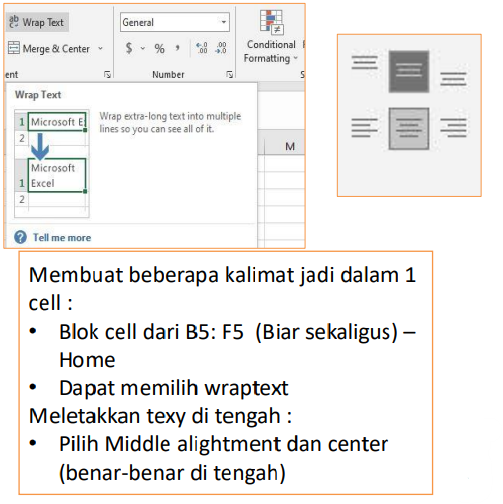 Wrap Text
General
Merge & Center
$ % ,
Conditional
Formatting
Number
Wrap Text
1 Microsoft E
2
Wrap extra-long text into multiple
lines so you can see all of it.
Microsoft
1 Excel
2
M
Tell me more
Membuat beberapa kalimat jadi dalam 1
cell :
• Blok cell dari B5: F5 (Biar sekaligus) –
Home
• Dapat memilih wraptext
Meletakkan texy di tengah :
• Pilih Middle alightment dan center
(benar-benar di tengah)